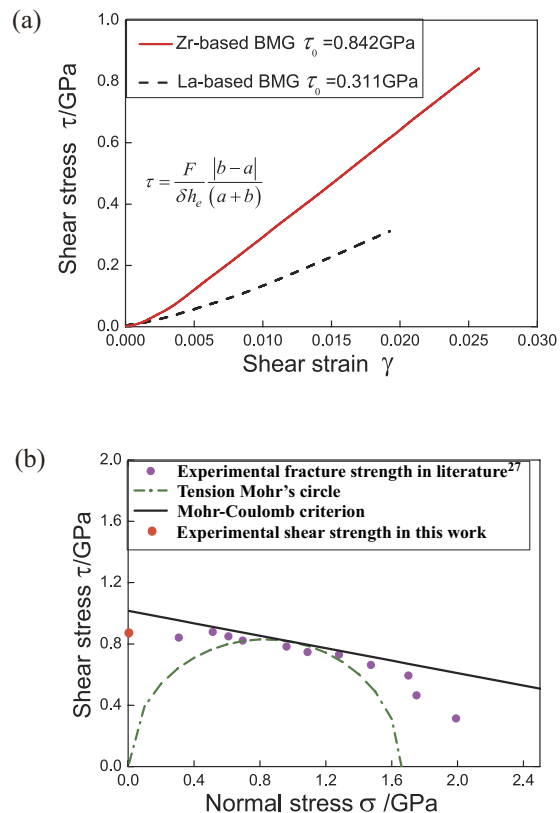 (a)
Zr-based BMG τ₀ =0.842GPa
La-based BMG τ₀ =0.311GPa
τ = F/(δhₑ) |b−a|/(a+b)
Shear stress τ/GPa
1.0
0.8
0.6
0.4
0.2
0.0
0.000 0.005 0.010 0.015 0.020 0.025 0.030
Shear strain γ
(b)
Experimental fracture strength in literature²⁷
Tension Mohr's circle
Mohr-Coulomb criterion
Experimental shear strength in this work
Shear stress τ/GPa
2.0
1.6
1.2
0.8
0.4
0.0
0.0 0.4 0.8 1.2 1.6 2.0 2.4
Normal stress σ /GPa